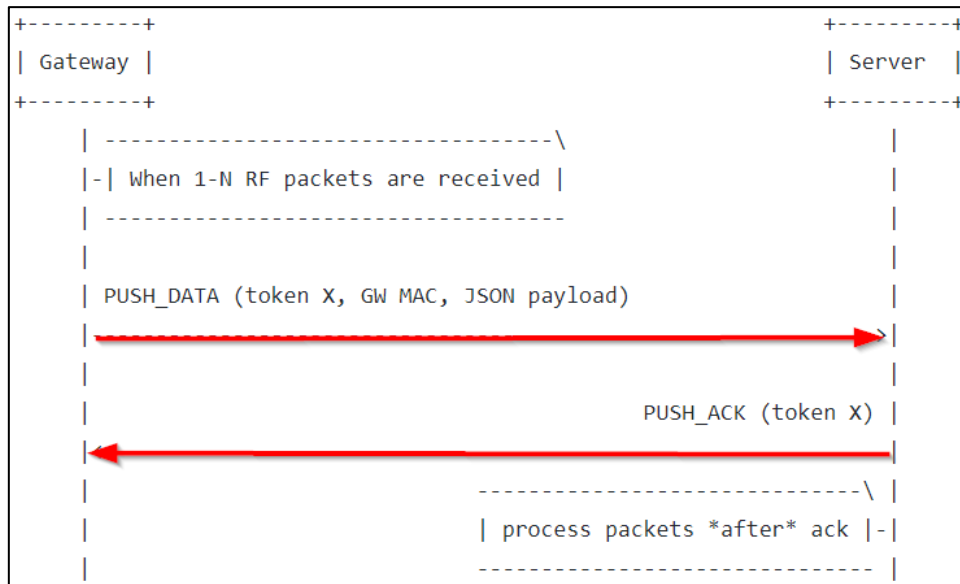 +---------+ +---------+
| Gateway | | Server |
+---------+ +---------+
| -----------------------------------\ |
|-| When 1-N RF packets are received | |
| ------------------------------------ |
| |
| PUSH_DATA (token X, GW MAC, JSON payload) |
|------------------------------------------------->|
| |
| PUSH_ACK (token X) |
|<-------------------------------------------------|
| ------------------------------\ |
| | process packets *after* ack |-|
| ------------------------------- |